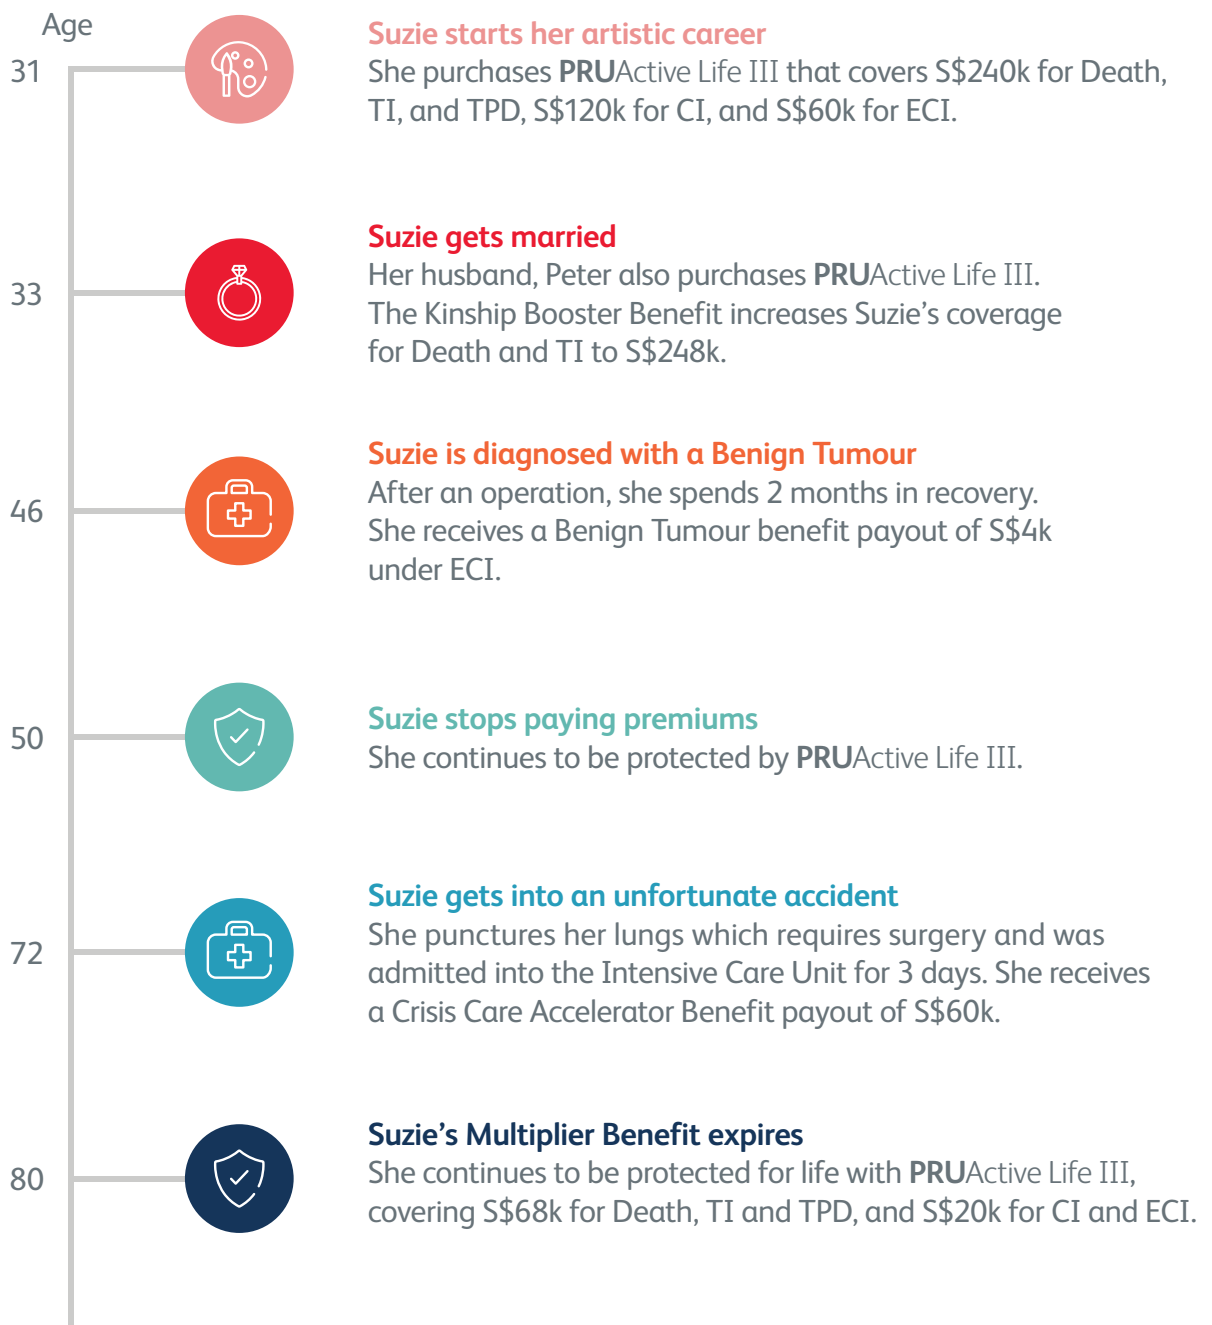 Age
31
Suzie starts her artistic career
She purchases PRUActive Life III that covers S$240k for Death,
TI, and TPD, S$120k for CI, and S$60k for ECI.
33
Suzie gets married
Her husband, Peter also purchases PRUActive Life III.
The Kinship Booster Benefit increases Suzie’s coverage
for Death and TI to S$248k.
46
Suzie is diagnosed with a Benign Tumour
After an operation, she spends 2 months in recovery.
She receives a Benign Tumour benefit payout of S$4k
under ECI.
50
Suzie stops paying premiums
She continues to be protected by PRUActive Life III.
72
Suzie gets into an unfortunate accident
She punctures her lungs which requires surgery and was
admitted into the Intensive Care Unit for 3 days. She receives
a Crisis Care Accelerator Benefit payout of S$60k.
80
Suzie’s Multiplier Benefit expires
She continues to be protected for life with PRUActive Life III,
covering S$68k for Death, TI and TPD, and S$20k for CI and ECI.